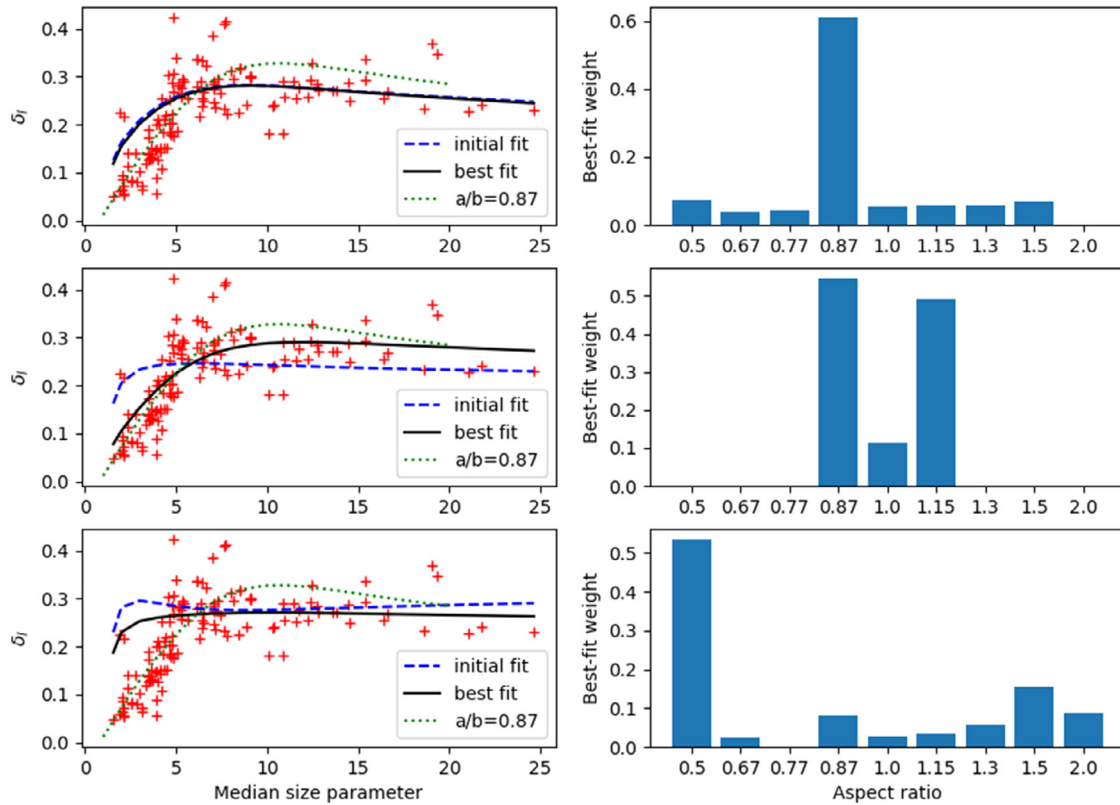 0.4
0.3
0.2
0.1
0.0
δl
initial fit
best fit
a/b=0.87
0 5 10 15 20 25
0.6
0.4
0.2
0.0
Best-fit weight
0.5 0.67 0.77 0.87 1.0 1.15 1.3 1.5 2.0
0.4
0.3
0.2
0.1
0.0
δl
initial fit
best fit
a/b=0.87
0 5 10 15 20 25
0.5
0.4
0.3
0.2
0.1
0.0
Best-fit weight
0.5 0.67 0.77 0.87 1.0 1.15 1.3 1.5 2.0
0.4
0.3
0.2
0.1
0.0
δl
initial fit
best fit
a/b=0.87
0 5 10 15 20 25
Median size parameter
0.5
0.4
0.3
0.2
0.1
0.0
Best-fit weight
0.5 0.67 0.77 0.87 1.0 1.15 1.3 1.5 2.0
Aspect ratio